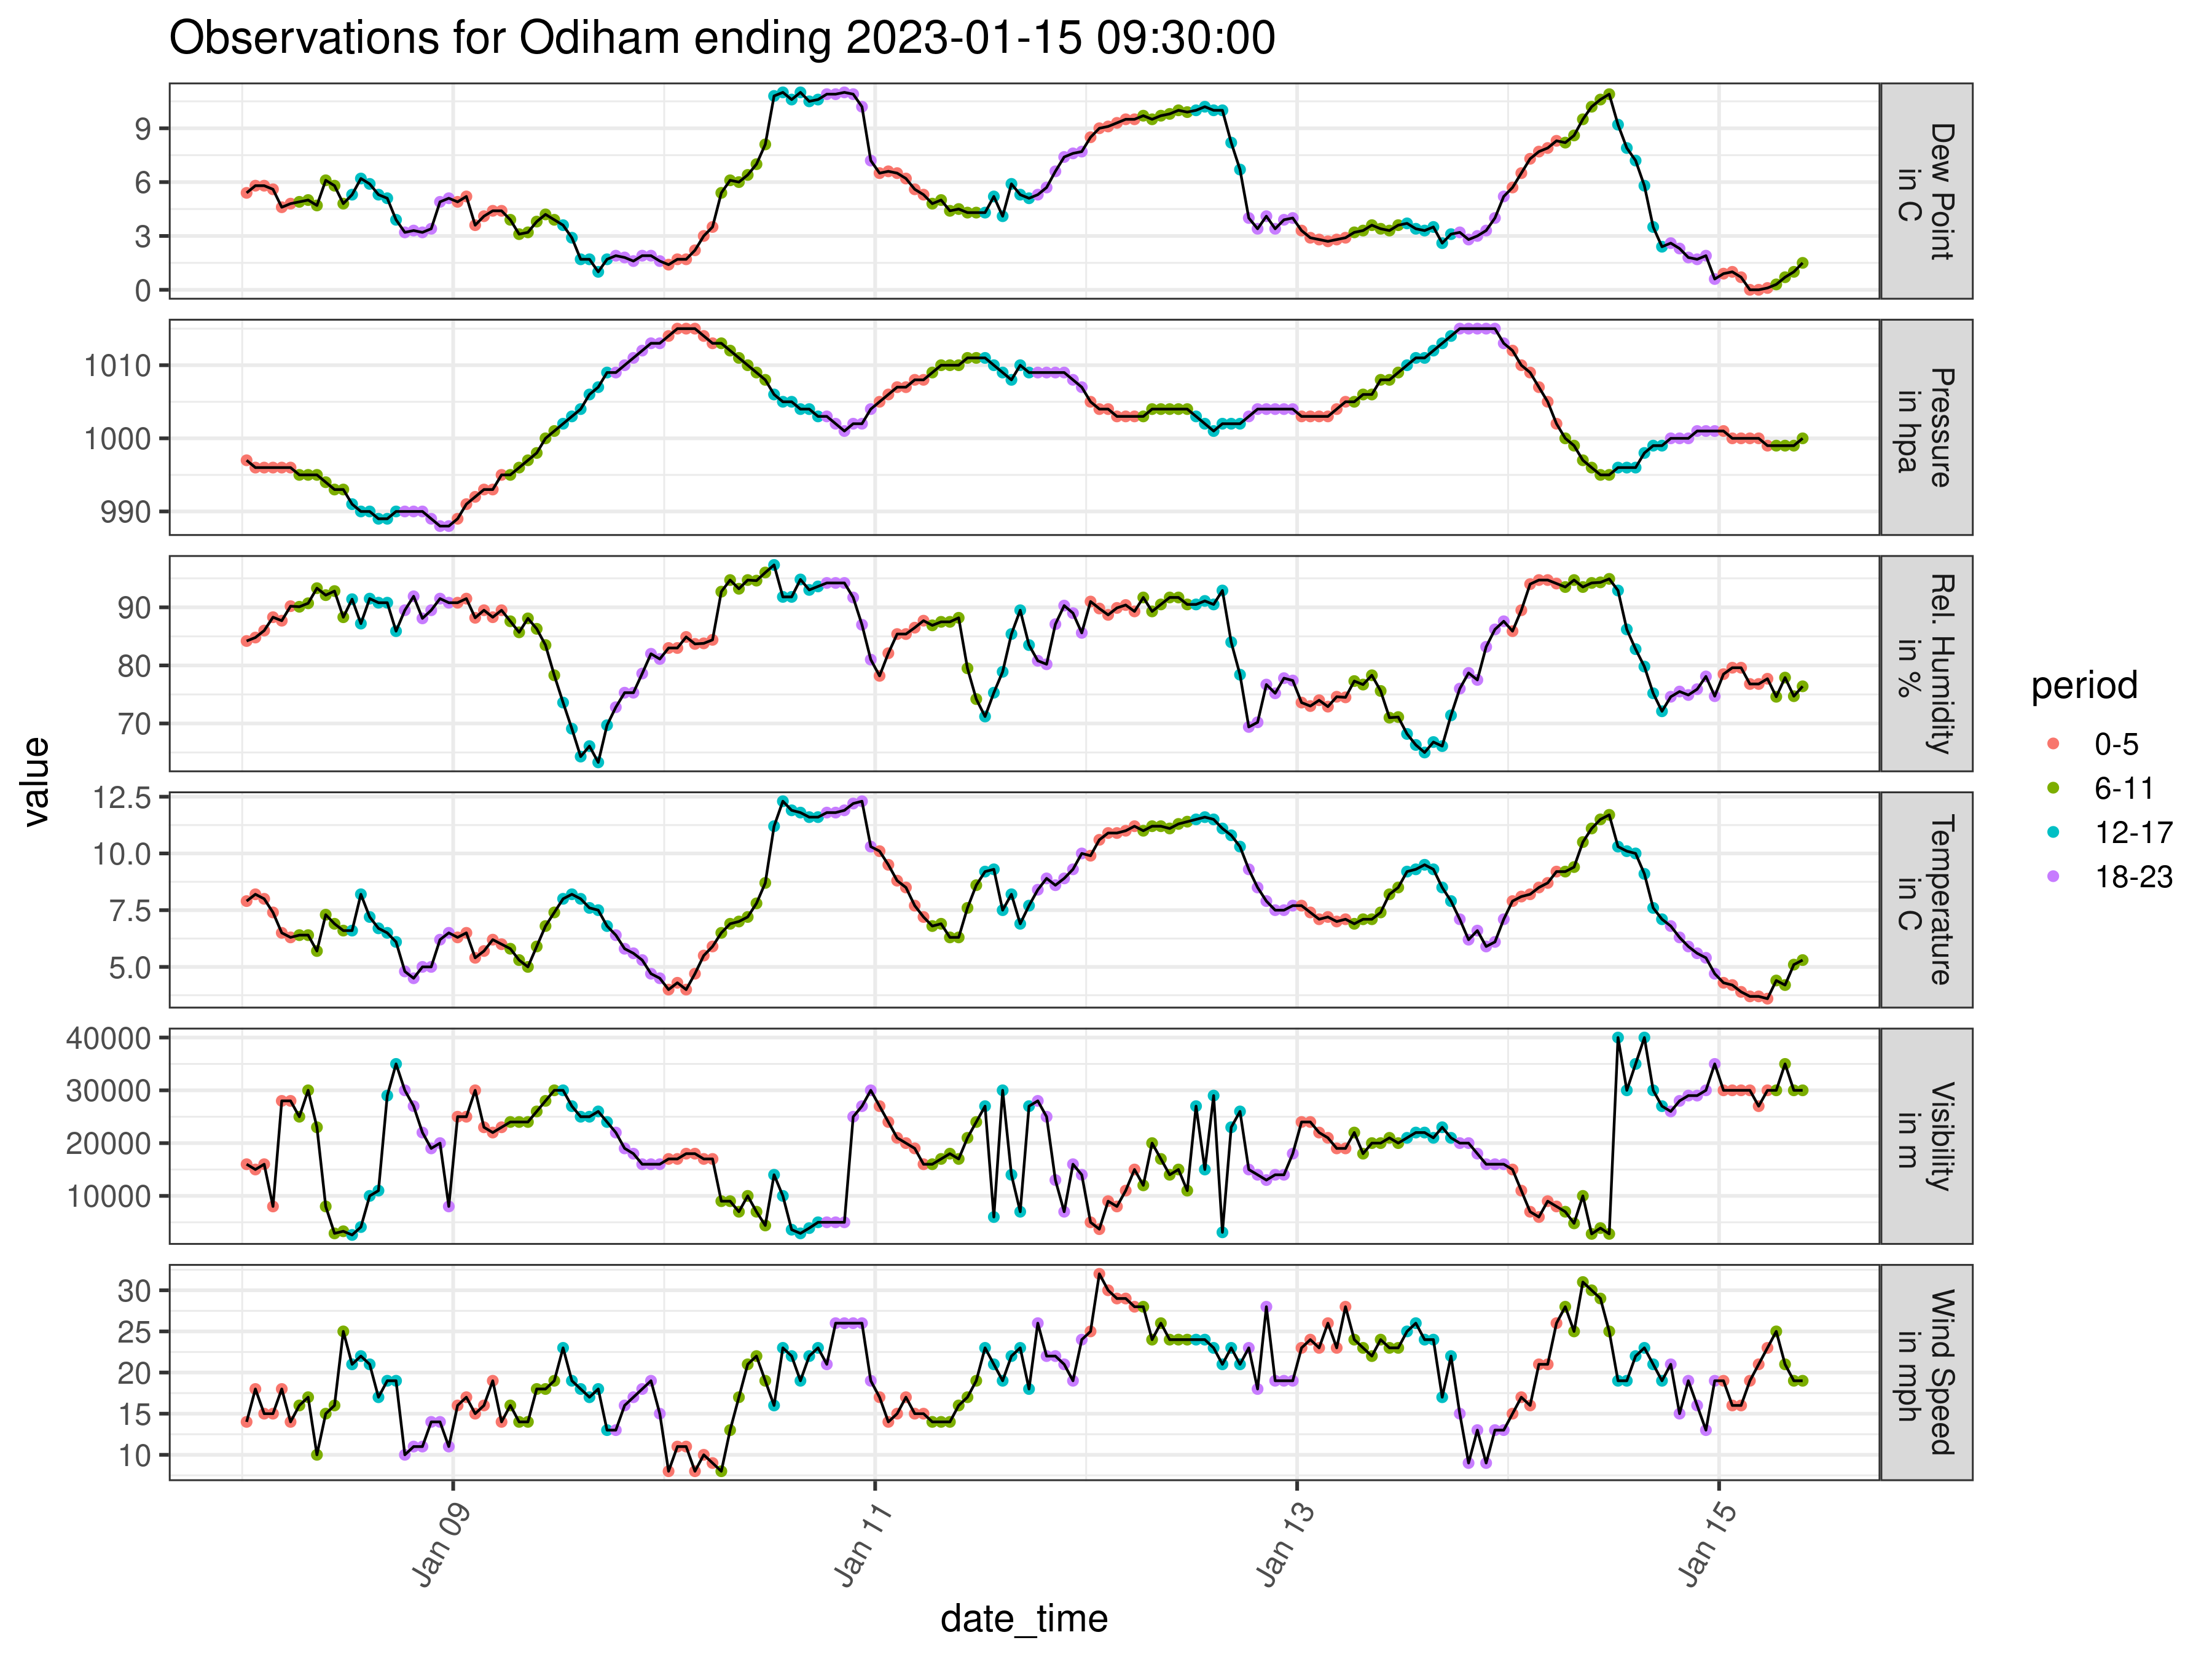 Observations for Odiham ending 2023-01-15 09:30:00
value
9
6
3
0
Dew Point
in C
1010
1000
990
Pressure
in hpa
90
80
70
Rel. Humidity
in %
12.5
10.0
7.5
5.0
Temperature
in C
40000
30000
20000
10000
Visibility
in m
30
25
20
15
10
Wind Speed
in mph
Jan 09
Jan 11
Jan 13
Jan 15
date_time
period
0-5
6-11
12-17
18-23